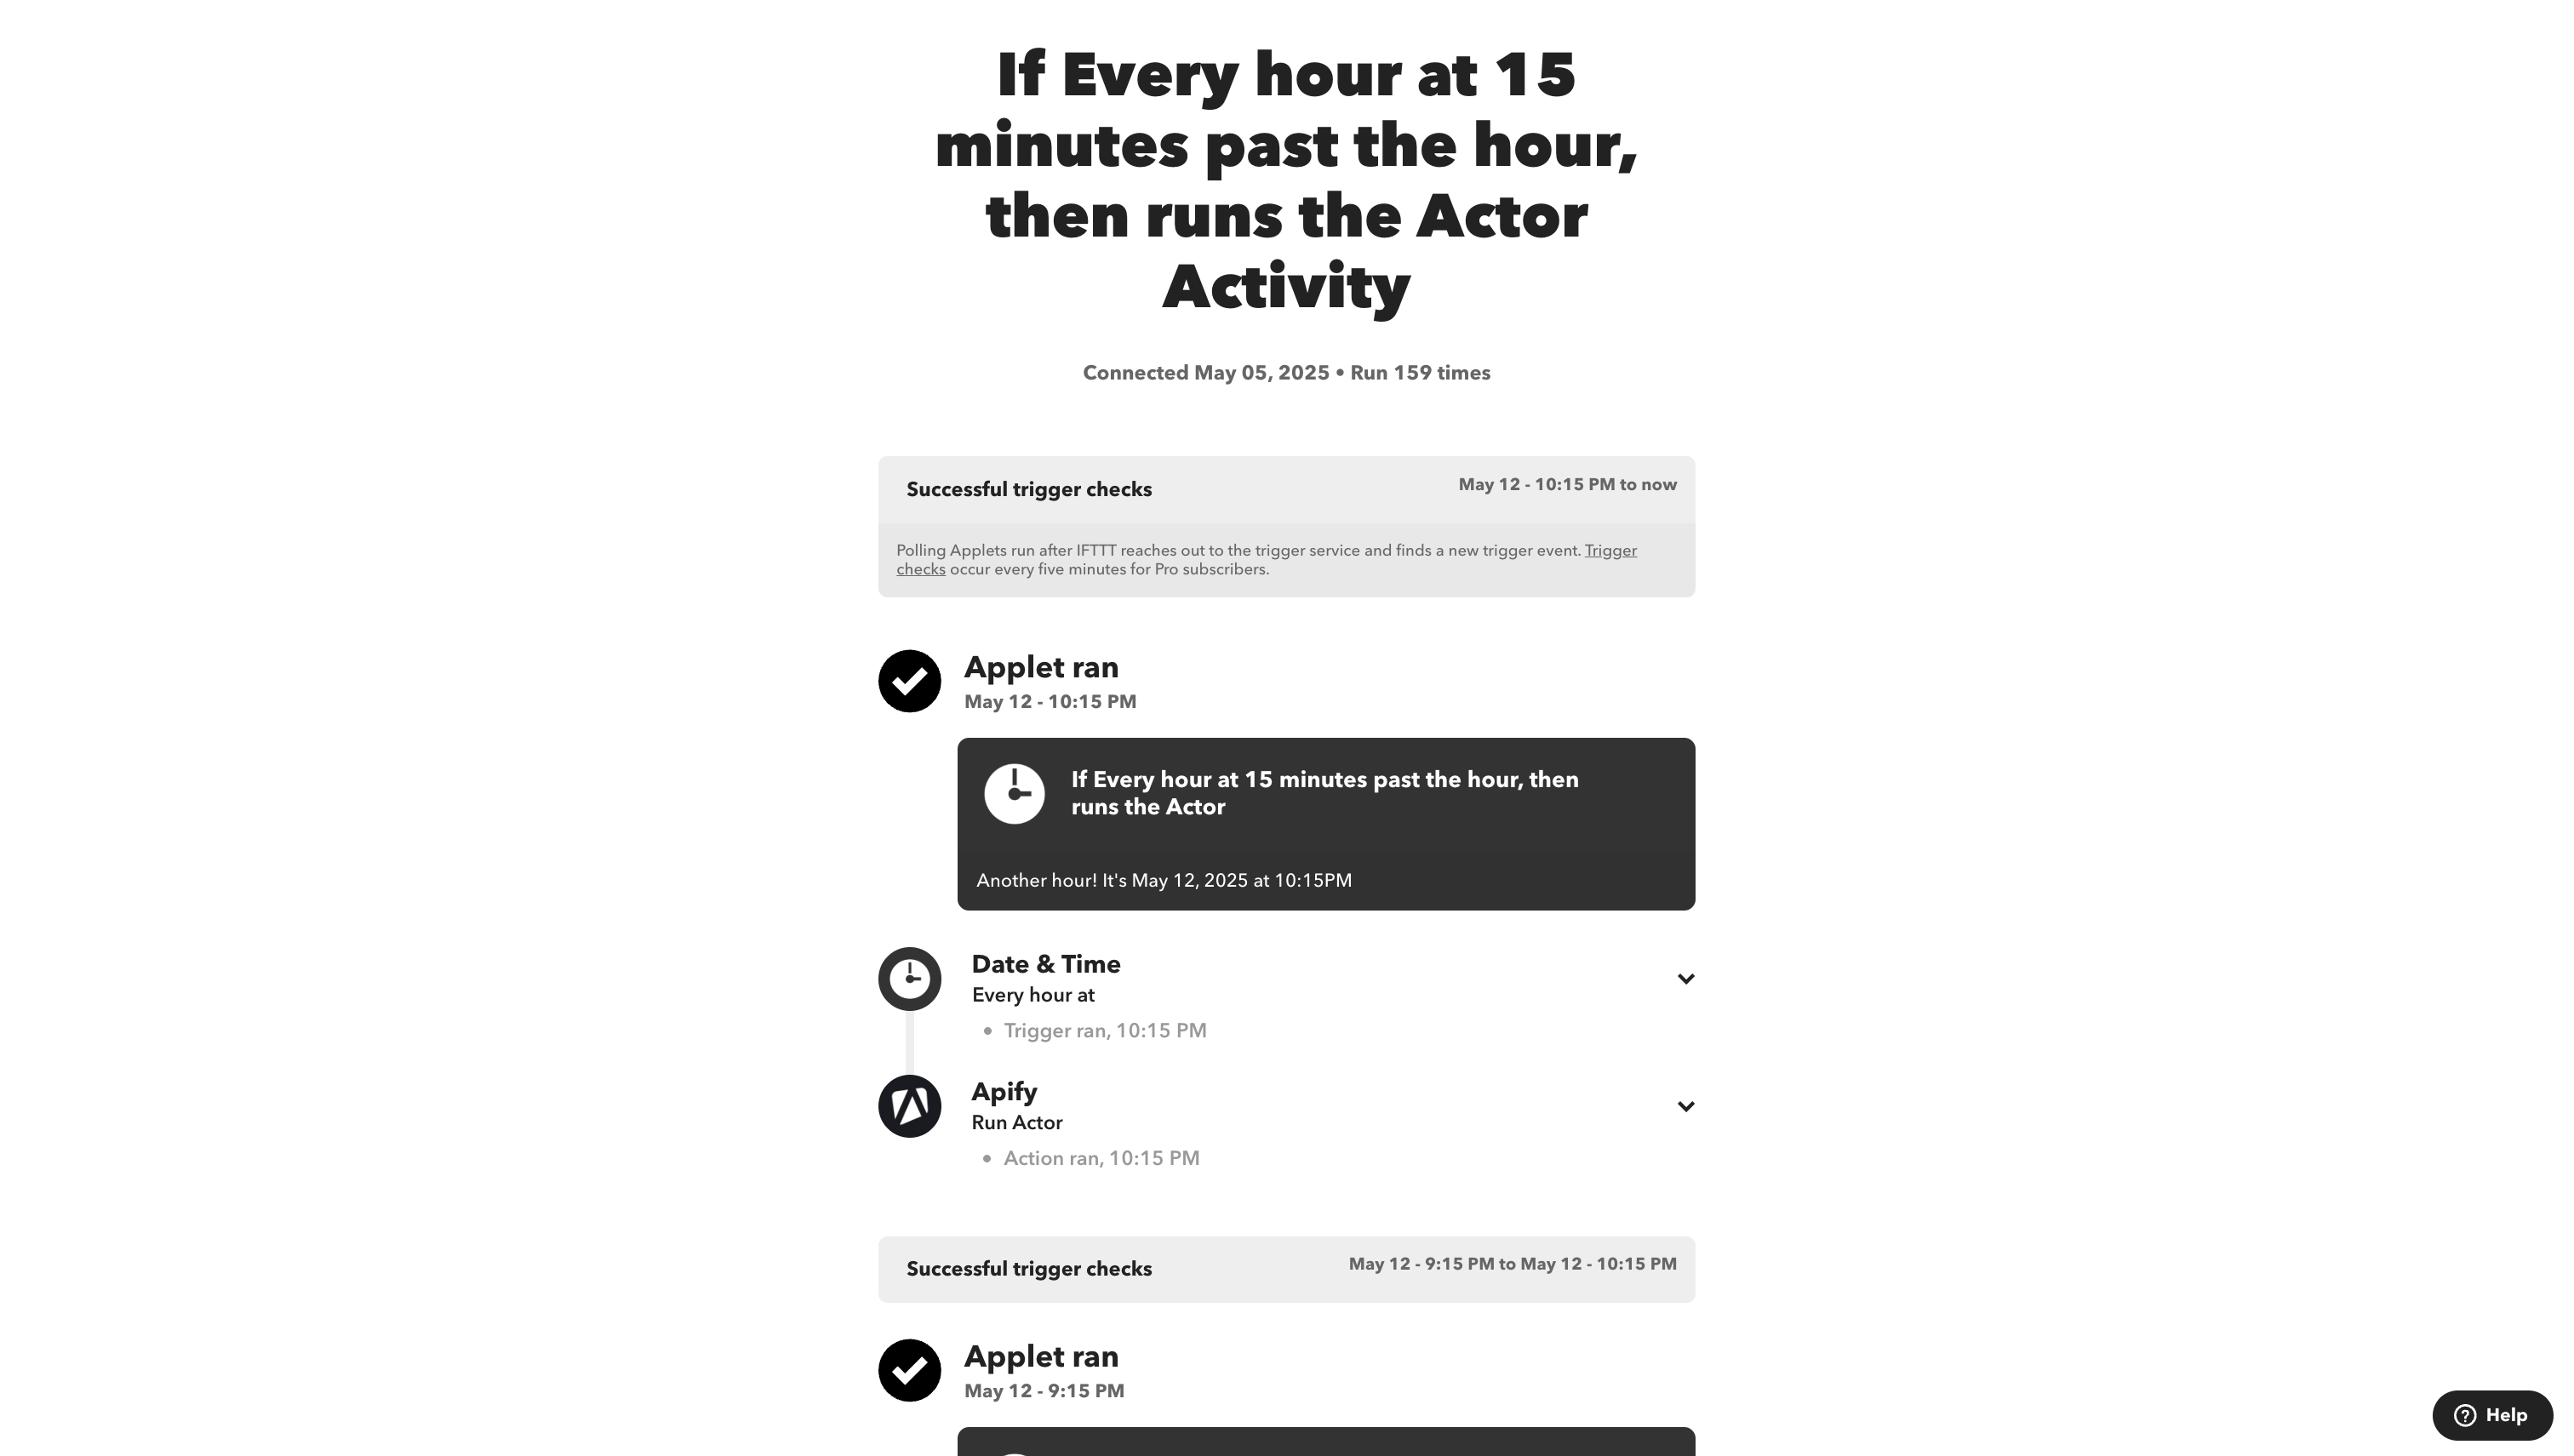 If Every hour at 15
minutes past the hour,
then runs the Actor
Activity
Connected May 05, 2025 • Run 159 times
Successful trigger checks
May 12 - 10:15 PM to now
Polling Applets run after IFTTT reaches out to the trigger service and finds a new trigger event. Trigger
checks occur every five minutes for Pro subscribers.
Applet ran
May 12 - 10:15 PM
If Every hour at 15 minutes past the hour, then
runs the Actor
Another hour! It's May 12, 2025 at 10:15PM
Date & Time
Every hour at
• Trigger ran, 10:15 PM
Apify
Run Actor
• Action ran, 10:15 PM
Successful trigger checks
May 12 - 9:15 PM to May 12 - 10:15 PM
Applet ran
May 12 - 9:15 PM
Help